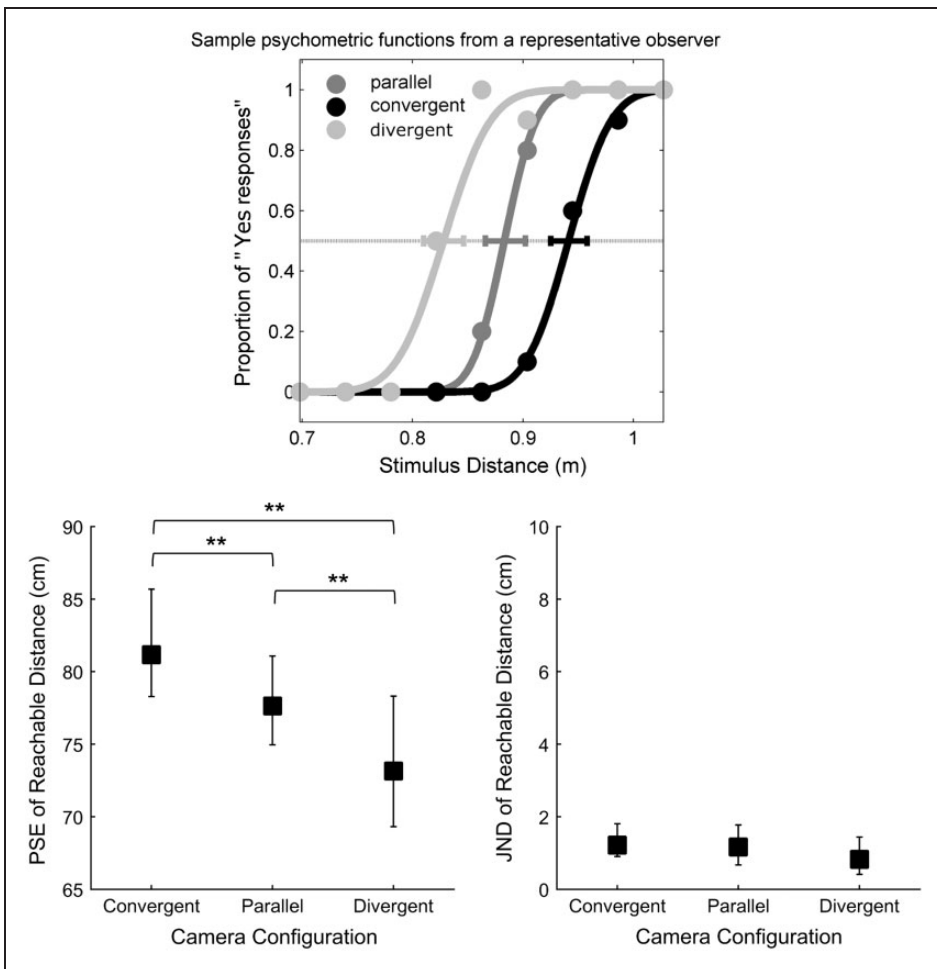 Sample psychometric functions from a representative observer
Proportion of " Yes responses"
1
0.8
0.6
0.4
0.2
0
parallel
convergent
divergent
0.7
0.8
0.9
1
Stimulus Distance (m)
PSE of Reachable Distance (cm)
90
85
80
75
70
65
**
**
**
Convergent
Parallel
Divergent
Camera Configuration
JND of Reachable Distance (cm)
10
8
6
4
2
0
Convergent
Parallel
Divergent
Camera Configuration